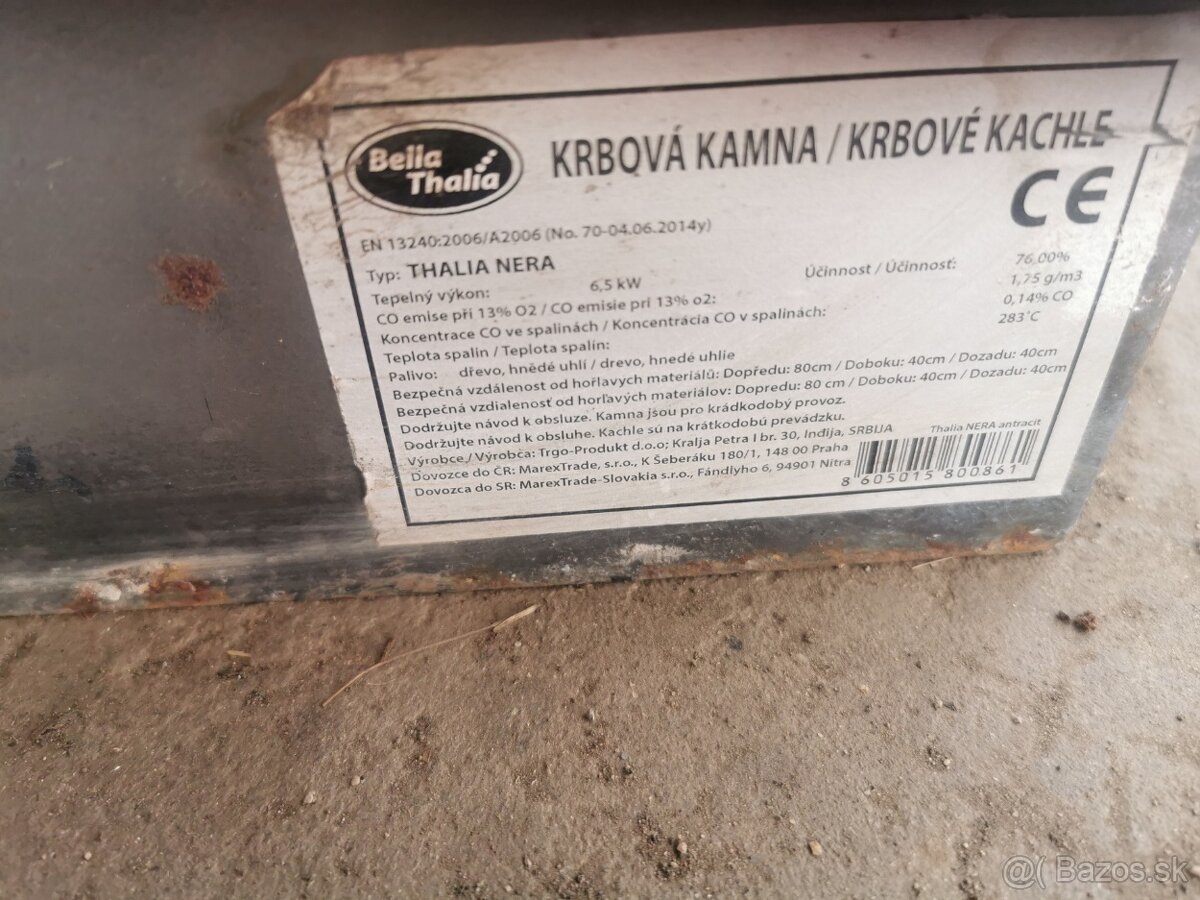 Bella
Thalia
KRBOVÁ KAMNA / KRBOVÉ KACHLE
CE
EN 13240:2006/A2006 (No. 70-04.06.2014y)
Typ: THALIA NERA
Tepelný výkon: 6,5 kW Účinnost / Účinnosť: 76,00%
CO emise při 13% O2 / CO emisie pri 13% o2: 1,75 g/m3
Koncentrace CO ve spalinách / Koncentrácia CO v spalinách: 0,14% CO
Teplota spalin / Teplota spalín: 283°C
Palivo: dřevo, hnědé uhlí / drevo, hnedé uhlie
Bezpečná vzdálenost od hořlavých materiálů: Dopředu: 80cm / Doboku: 40cm / Dozadu: 40cm
Bezpečná vzdialenosť od horľavých materiálov: Dopredu: 80 cm / Doboku: 40cm / Dozadu: 40cm
Dodržujte návod k obsluze. Kamna jsou pro krádkodobý provoz.
Dodržujte návod k obsluhe. Kachle sú na krátkodobú prevádzku.
Výrobce / Výrobca: Trgo-Produkt d.o.o; Kralja Petra I br. 30, Inđija, SRBIJA
Thalia NERA antracit
Dovozce do ČR: MarexTrade, s.r.o., K Šeberáku 180/1, 148 00 Praha
Dovozca do SR: MarexTrade-Slovakia s.r.o., Fándlyho 6, 94901 Nitra
8 605015 800861
@( Bazos.sk